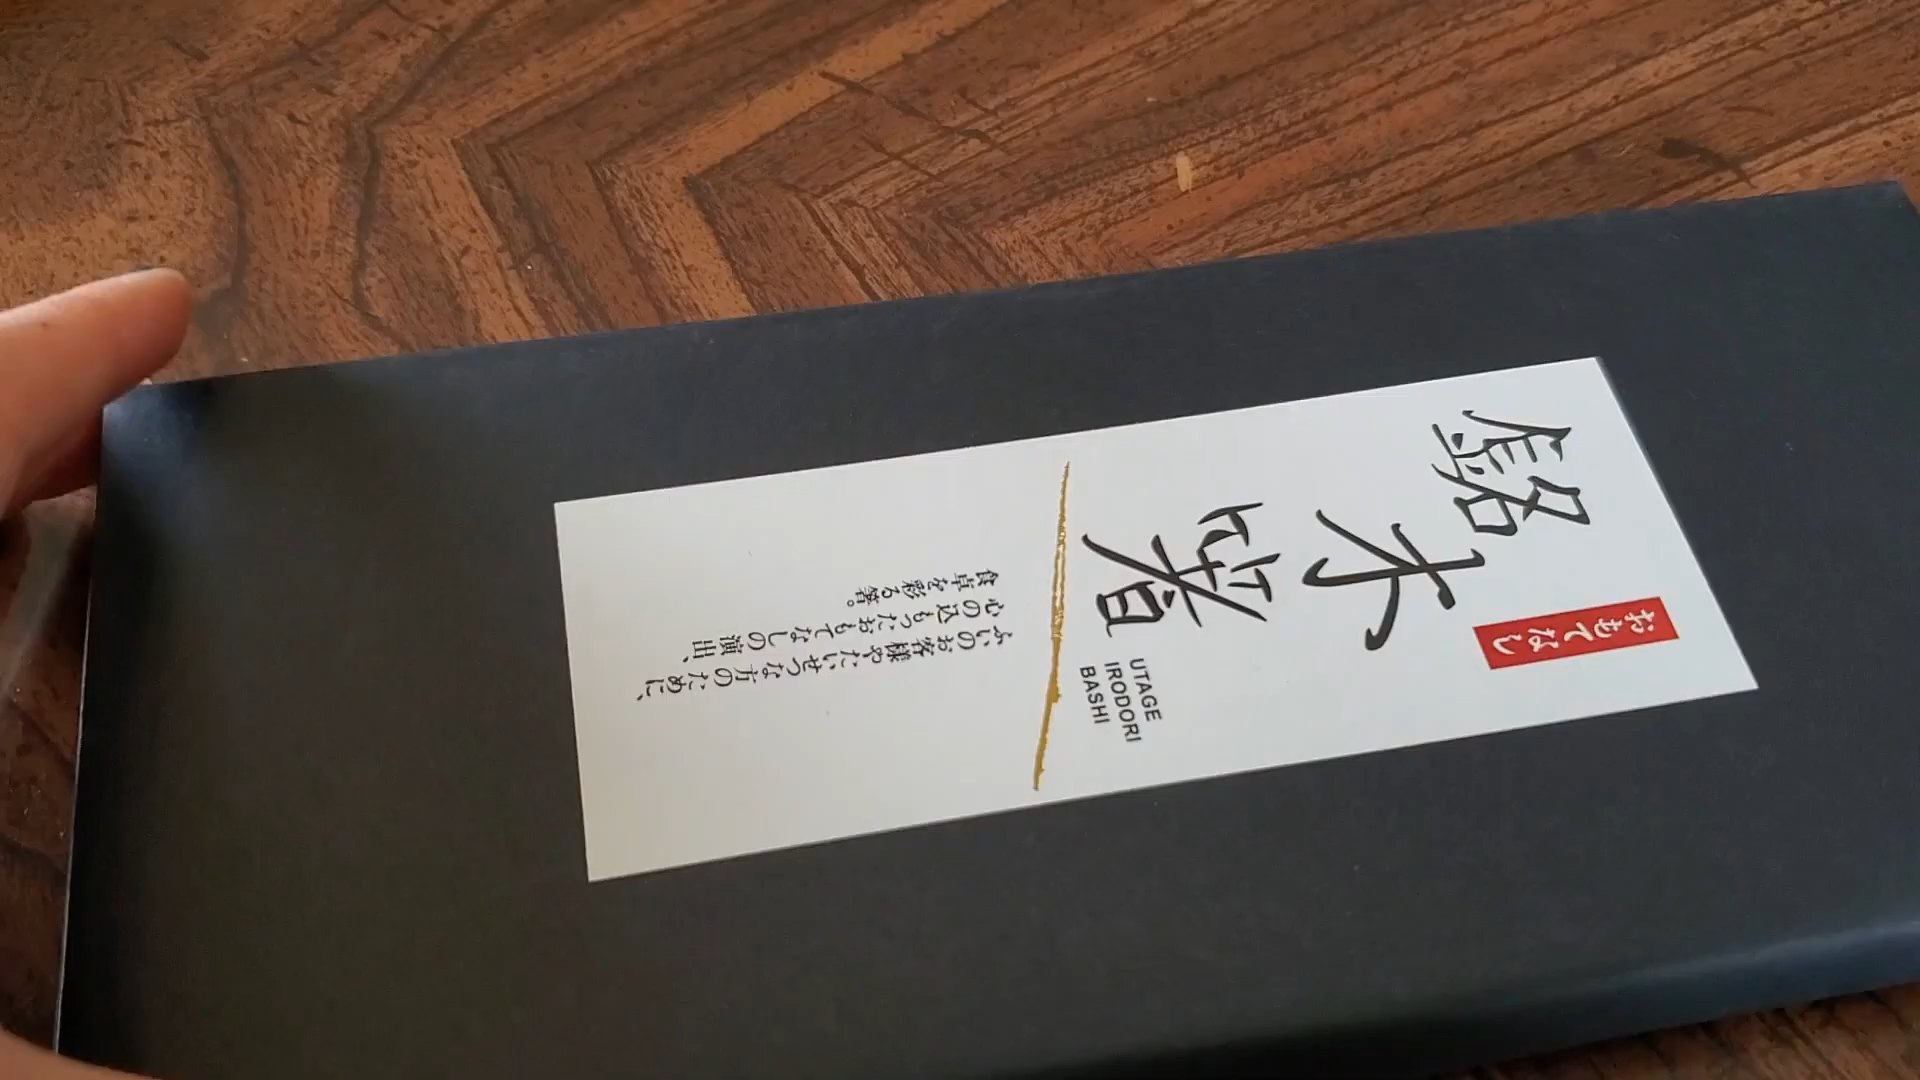 おもてなし
銘木箸
UTAGE
IRODORI
BASHI
ふいのお客様やたいせつな方のために、
心の込もったおもてなしの演出、
食卓を彩る箸。